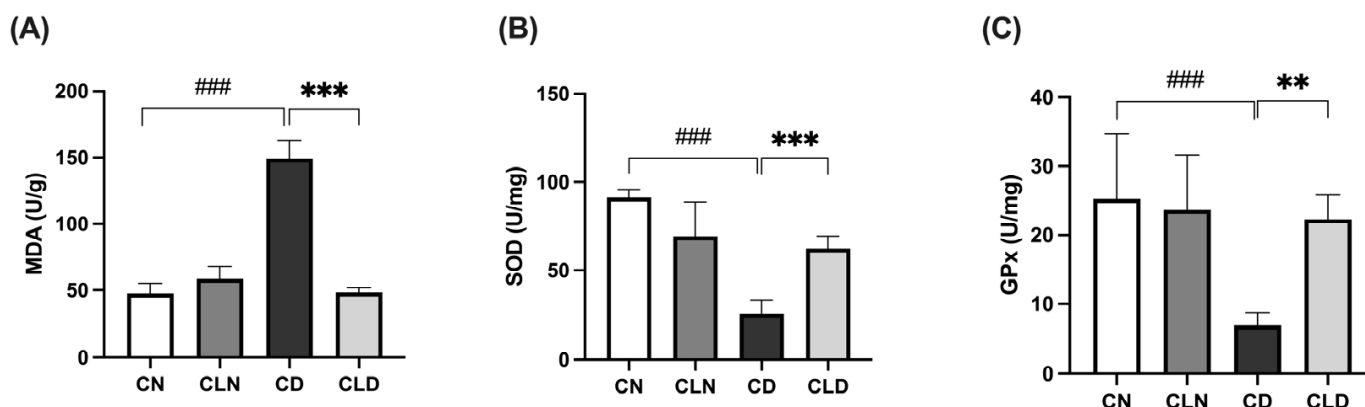 (A)
MDA (U/g)
200
150
100
50
0
###
***
CN CLN CD CLD
(B)
SOD (U/mg)
150
100
50
0
###
***
CN CLN CD CLD
(C)
GPx (U/mg)
40
30
20
10
0
###
**
CN CLN CD CLD